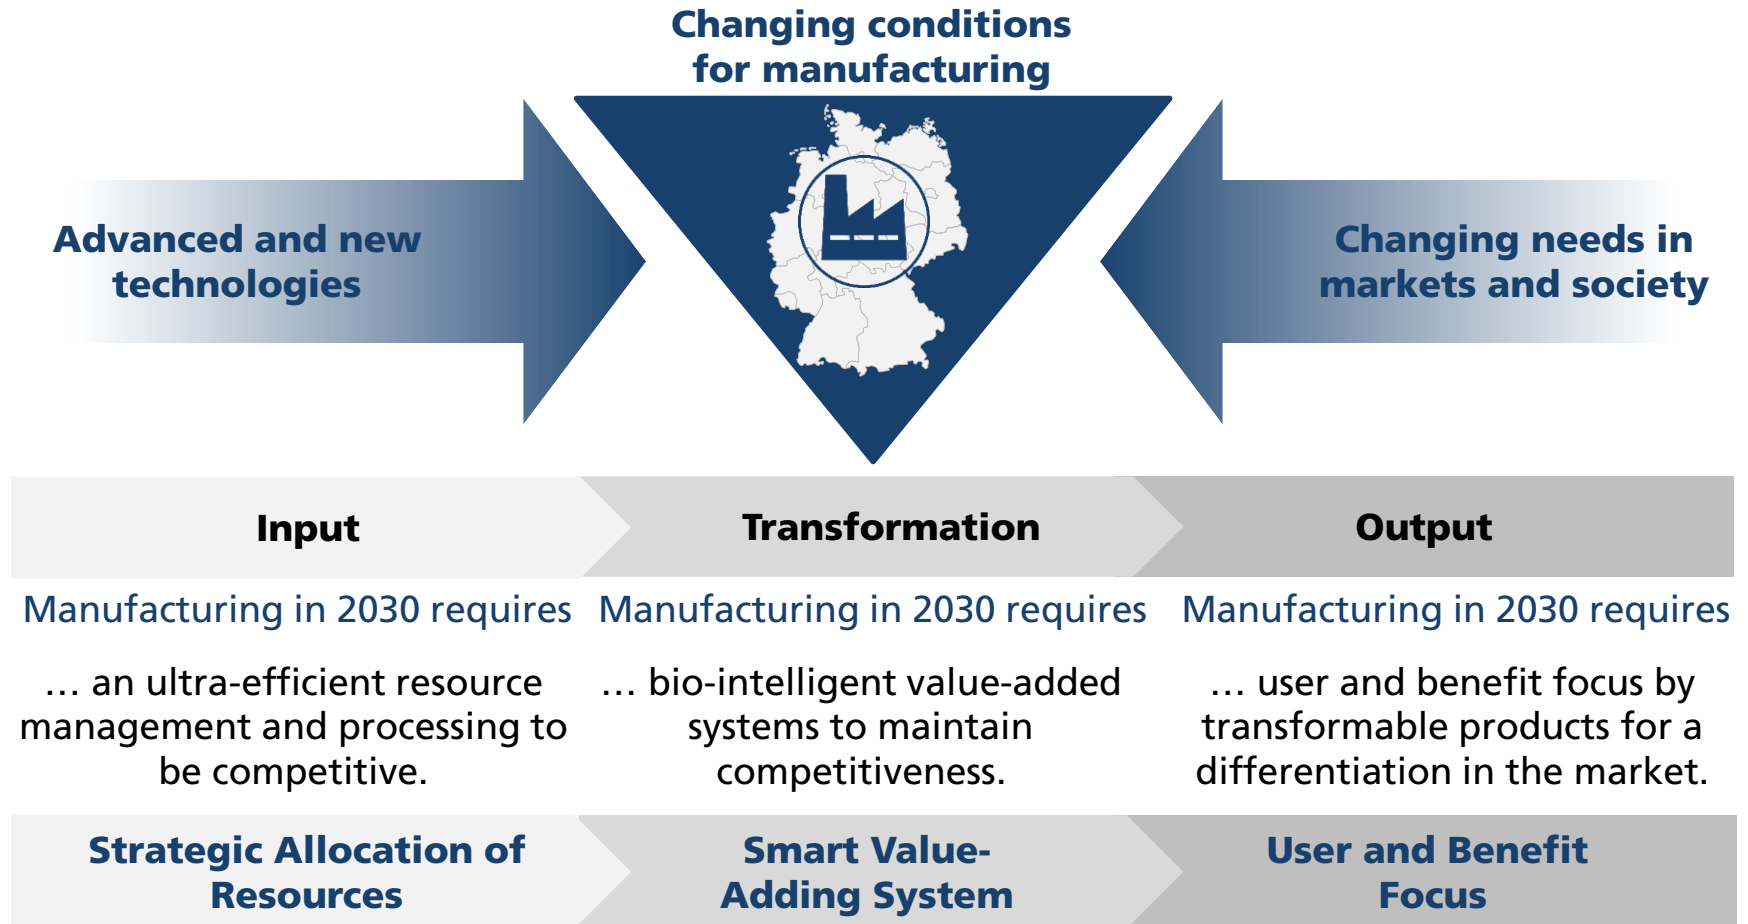 Changing conditions
for manufacturing
Advanced and new
technologies
Changing needs in
markets and society
Input
Transformation
Output
Manufacturing in 2030 requires
… an ultra-efficient resource
management and processing to
be competitive.
Manufacturing in 2030 requires
… bio-intelligent value-added
systems to maintain
competitiveness.
Manufacturing in 2030 requires
… user and benefit focus by
transformable products for a
differentiation in the market.
Strategic Allocation of
Resources
Smart Value-
Adding System
User and Benefit
Focus